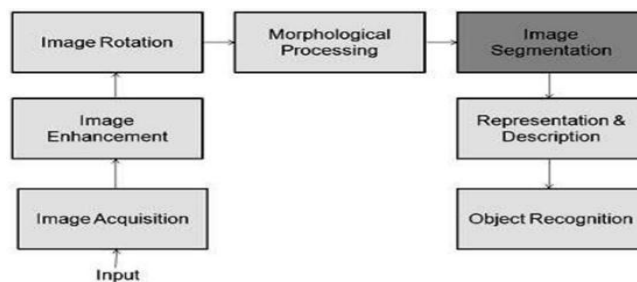 Image Rotation
Morphological
Processing
Image
Segmentation
Image
Enhancement
Representation &
Description
Image Acquisition
Object Recognition
Input